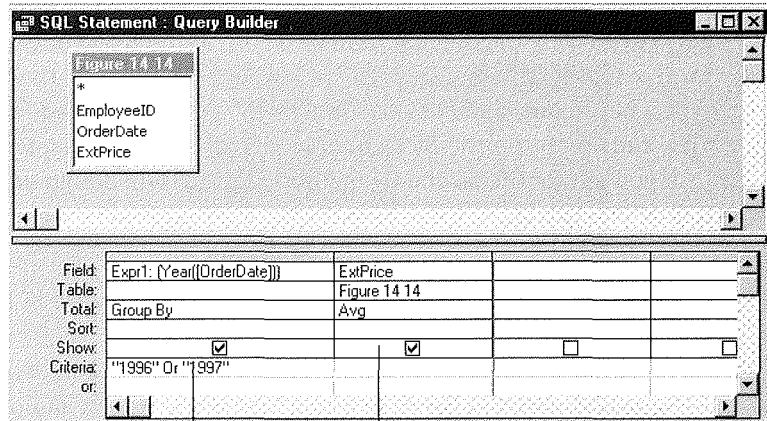 SQL Statement : Query Builder
Figure 14 14
*
EmployeeID
OrderDate
ExtPrice
Field: Expr1: (Year([OrderDate])) ExtPrice
Table: Figure 14 14
Total: Group By Avg
Sort:
Show:
Criteria: "1996" Or "1997"
or: